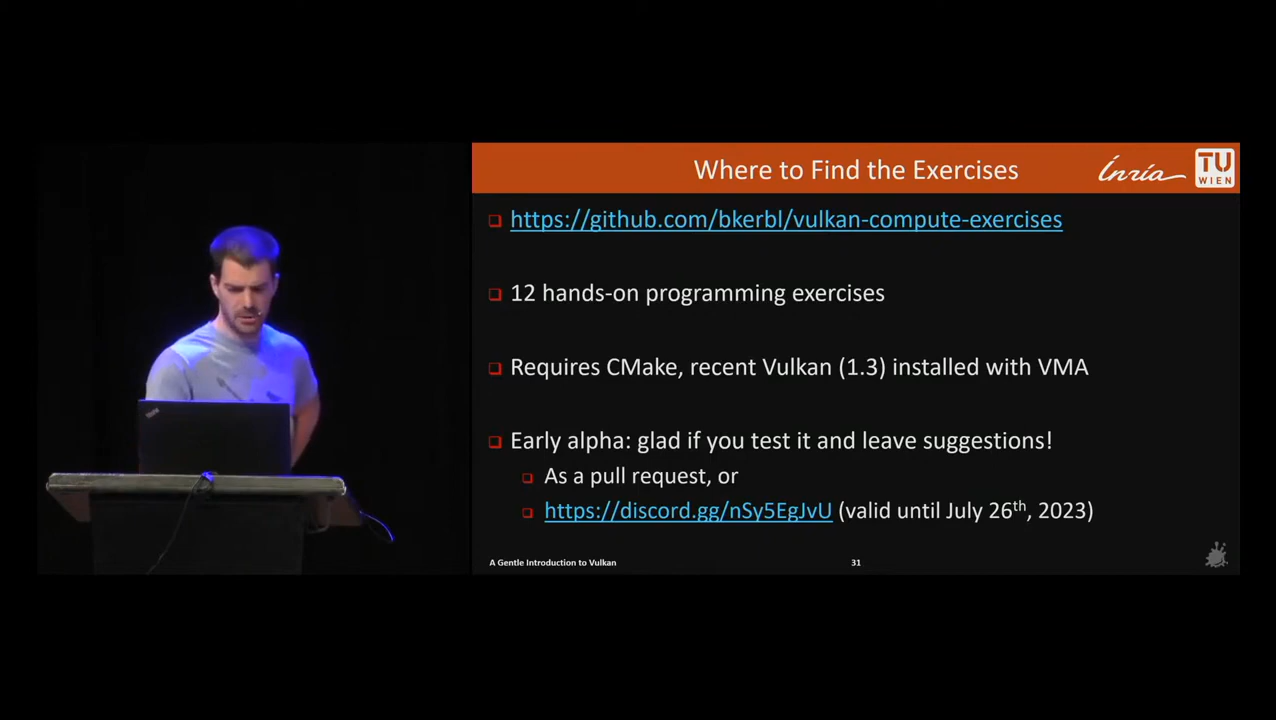 Where to Find the Exercises
Inria
TU
WIEN
https://github.com/bkerbl/vulkan-compute-exercises
12 hands-on programming exercises
Requires CMake, recent Vulkan (1.3) installed with VMA
Early alpha: glad if you test it and leave suggestions!
As a pull request, or
https://discord.gg/nSy5EgJvU (valid until July 26th, 2023)
A Gentle Introduction to Vulkan
31